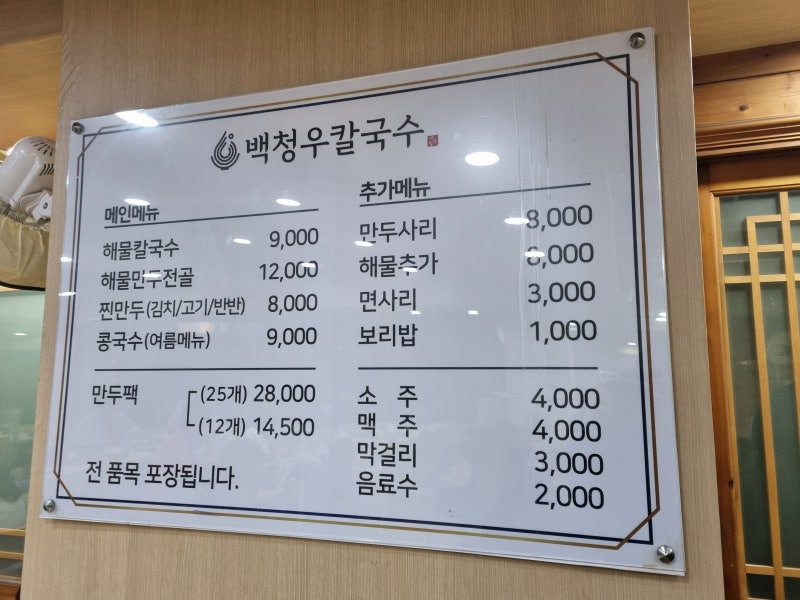 백청우칼국수
메인메뉴
해물칼국수 9,000
해물만두전골 12,000
찐만두(김치/고기/반반) 8,000
콩국수(여름메뉴) 9,000
만두팩 (25개) 28,000
(12개) 14,500
전 품목 포장됩니다.
추가메뉴
만두사리 8,000
해물추가
면사리 3,000
보리밥 1,000
소 주 4,000
맥 주 4,000
막걸리 3,000
음료수 2,000